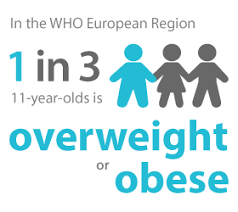 In the WHO European Region
1 in 3
11-year-olds is
overweight
or
obese